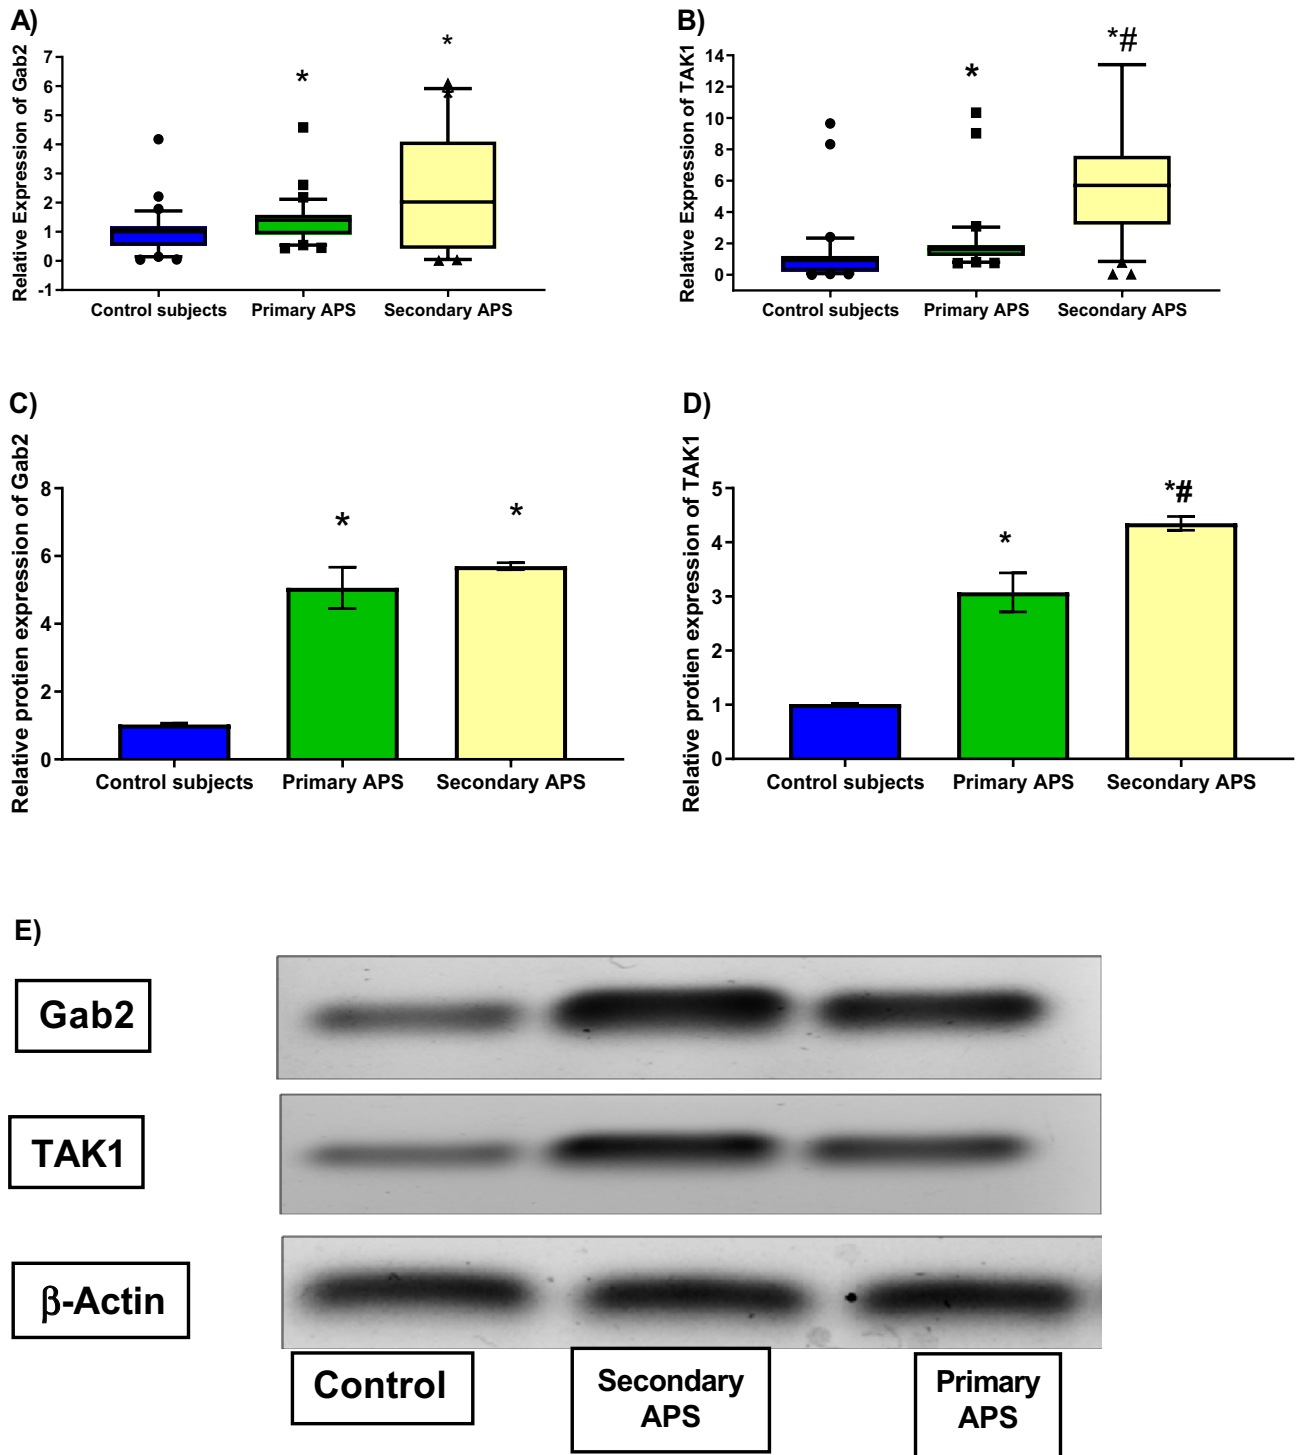 A)
Relative Expression of Gab2
7
6
5
4
3
2
1
0
-1
*
*
Control subjects
Primary APS
Secondary APS
B)
Relative Expression of TAK1
14
12
10
8
6
4
2
0
*
*#
Control subjects
Primary APS
Secondary APS
C)
Relative protien expression of Gab2
8
6
4
2
0
*
*
Control subjects
Primary APS
Secondary APS
D)
Relative protien expression of TAK1
5
4
3
2
1
0
*
*#
Control subjects
Primary APS
Secondary APS
E)
Gab2
TAK1
β-Actin
Control
Secondary
APS
Primary
APS